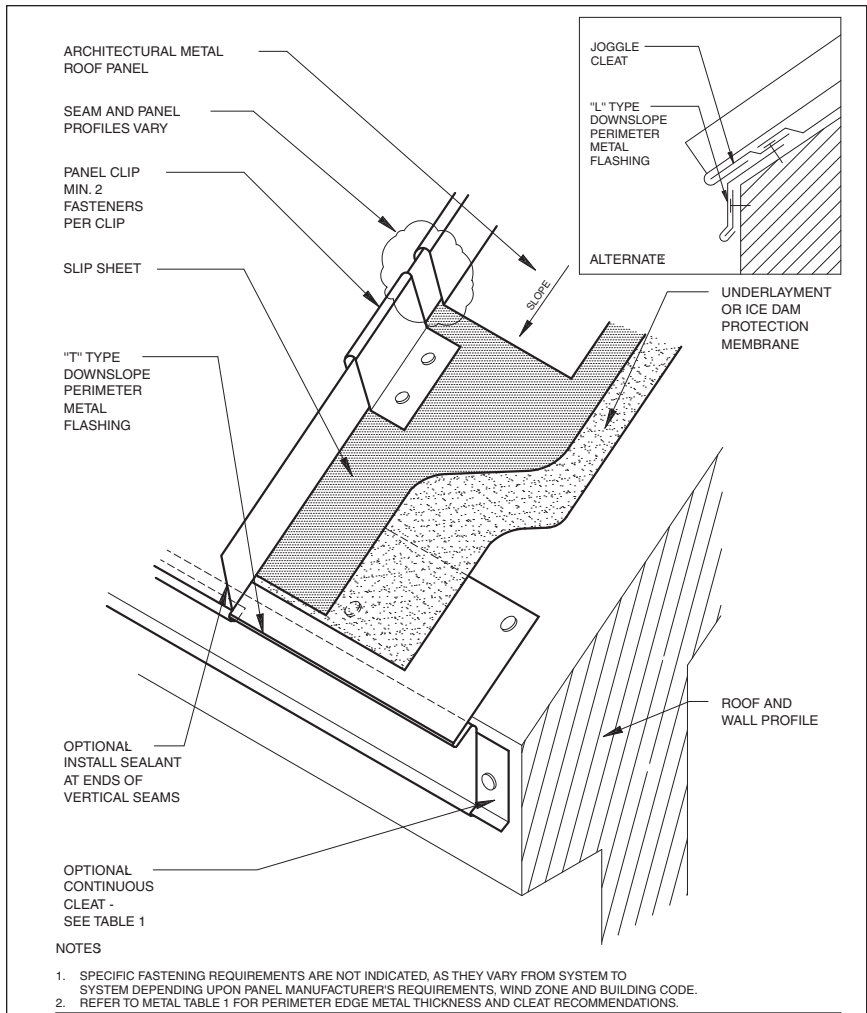 ARCHITECTURAL METAL
ROOF PANEL
SEAM AND PANEL
PROFILES VARY
PANEL CLIP
MIN. 2
FASTENERS
PER CLIP
SLIP SHEET
"T" TYPE
DOWNSLOPE
PERIMETER
METAL
FLASHING
JOGGLE
CLEAT
"L" TYPE
DOWNSLOPE
PERIMETER
METAL
FLASHING
ALTERNATE
SLOPE
UNDERLAYMENT
OR ICE DAM
PROTECTION
MEMBRANE
ROOF AND
WALL PROFILE
OPTIONAL
INSTALL SEALANT
AT ENDS OF
VERTICAL SEAMS
OPTIONAL
CONTINUOUS
CLEAT -
SEE TABLE 1
NOTES
1. SPECIFIC FASTENING REQUIREMENTS ARE NOT INDICATED, AS THEY VARY FROM SYSTEM TO
SYSTEM DEPENDING UPON PANEL MANUFACTURER'S REQUIREMENTS, WIND ZONE AND BUILDING CODE.
2. REFER TO METAL TABLE 1 FOR PERIMETER EDGE METAL THICKNESS AND CLEAT RECOMMENDATIONS.